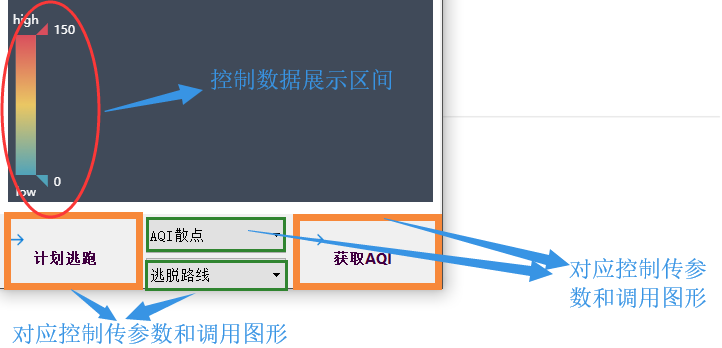 high
150
控制数据展示区间
0
low
AQI散点
计划逃跑
获取AQI
逃脱路线
对应控制传参
数和调用图形
对应控制传参数和调用图形